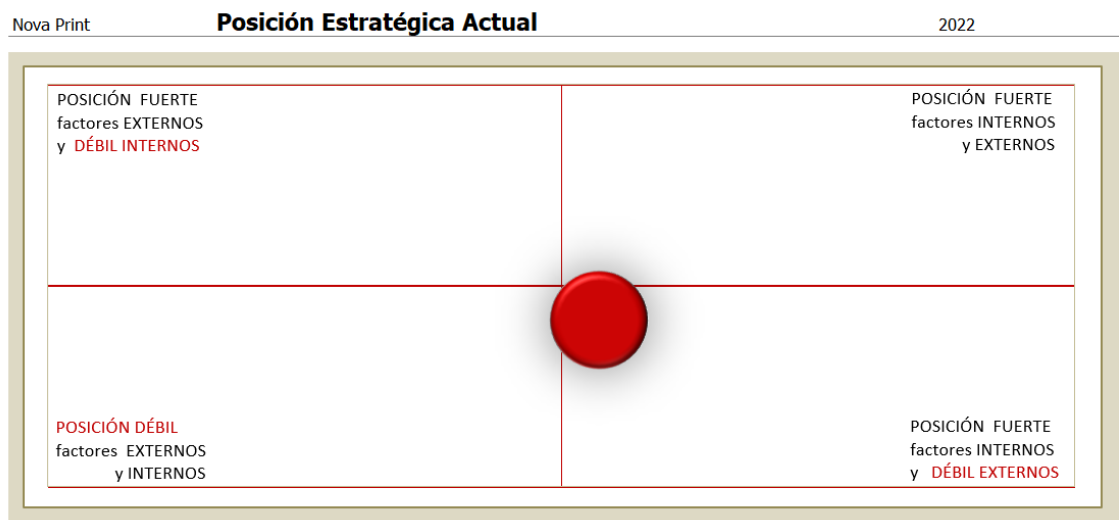 Nova Print Posición Estratégica Actual 2022
POSICIÓN FUERTE
factores EXTERNOS
y DÉBIL INTERNOS
POSICIÓN FUERTE
factores INTERNOS
y EXTERNOS
POSICIÓN DÉBIL
factores EXTERNOS
y INTERNOS
POSICIÓN FUERTE
factores INTERNOS
y DÉBIL EXTERNOS